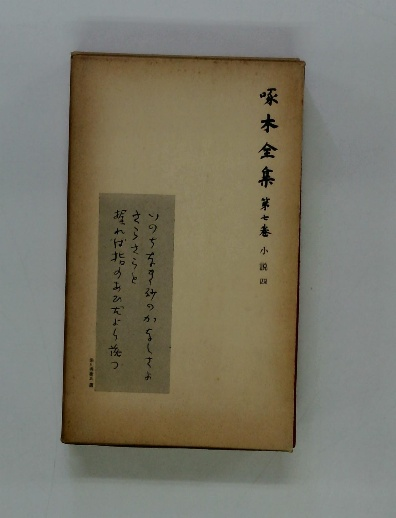 啄木全集 第七巻 小説四
いのちなき砂のかなしさよ
さらさらと
握れば指のあひだより落つ